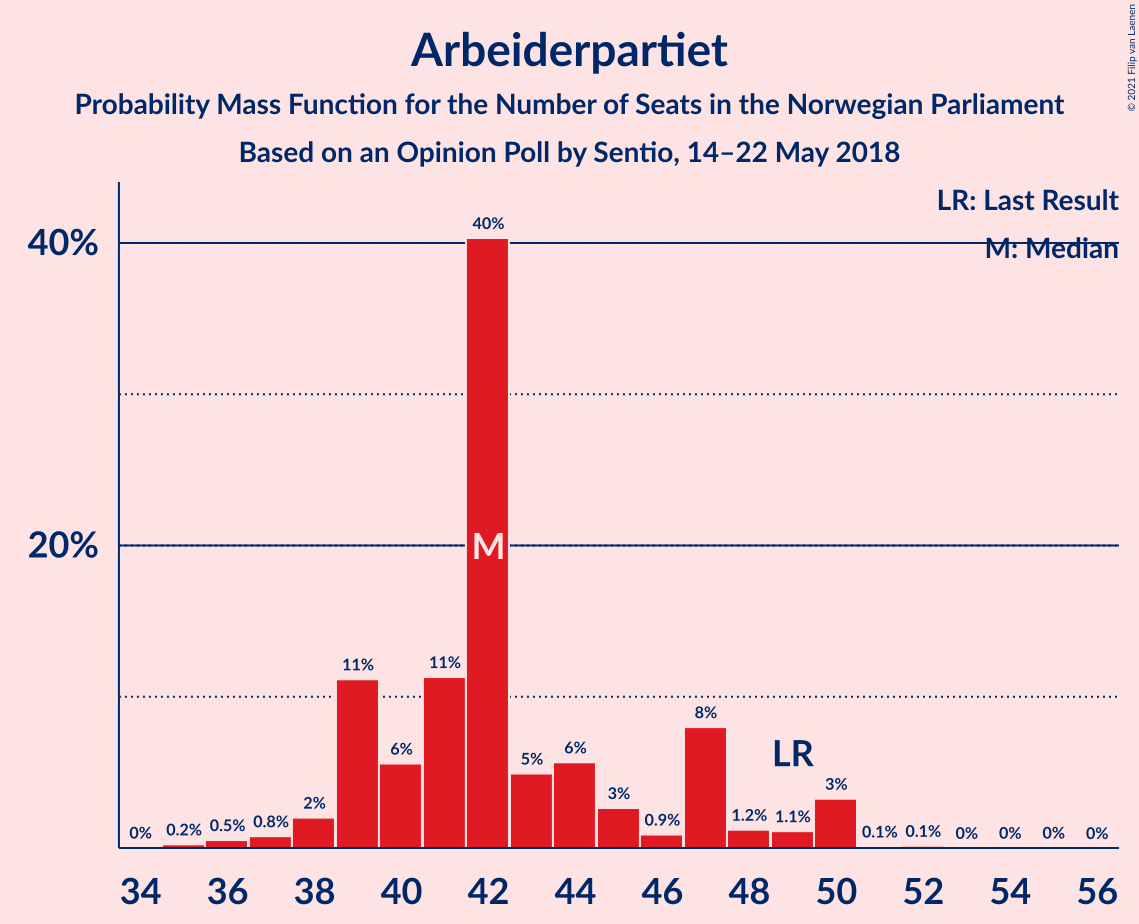 Arbeiderpartiet
Probability Mass Function for the Number of Seats in the Norwegian Parliament
Based on an Opinion Poll by Sentio, 14–22 May 2018
© 2021 Filip van Laenen
LR: Last Result
M: Median
40%
20%
0%
0.2%
0.5%
0.8%
2%
11%
6%
11%
40%
M
5%
6%
3%
0.9%
8%
1.2%
LR
1.1%
3%
0.1%
0.1%
0%
0%
0%
0%
34 36 38 40 42 44 46 48 50 52 54 56